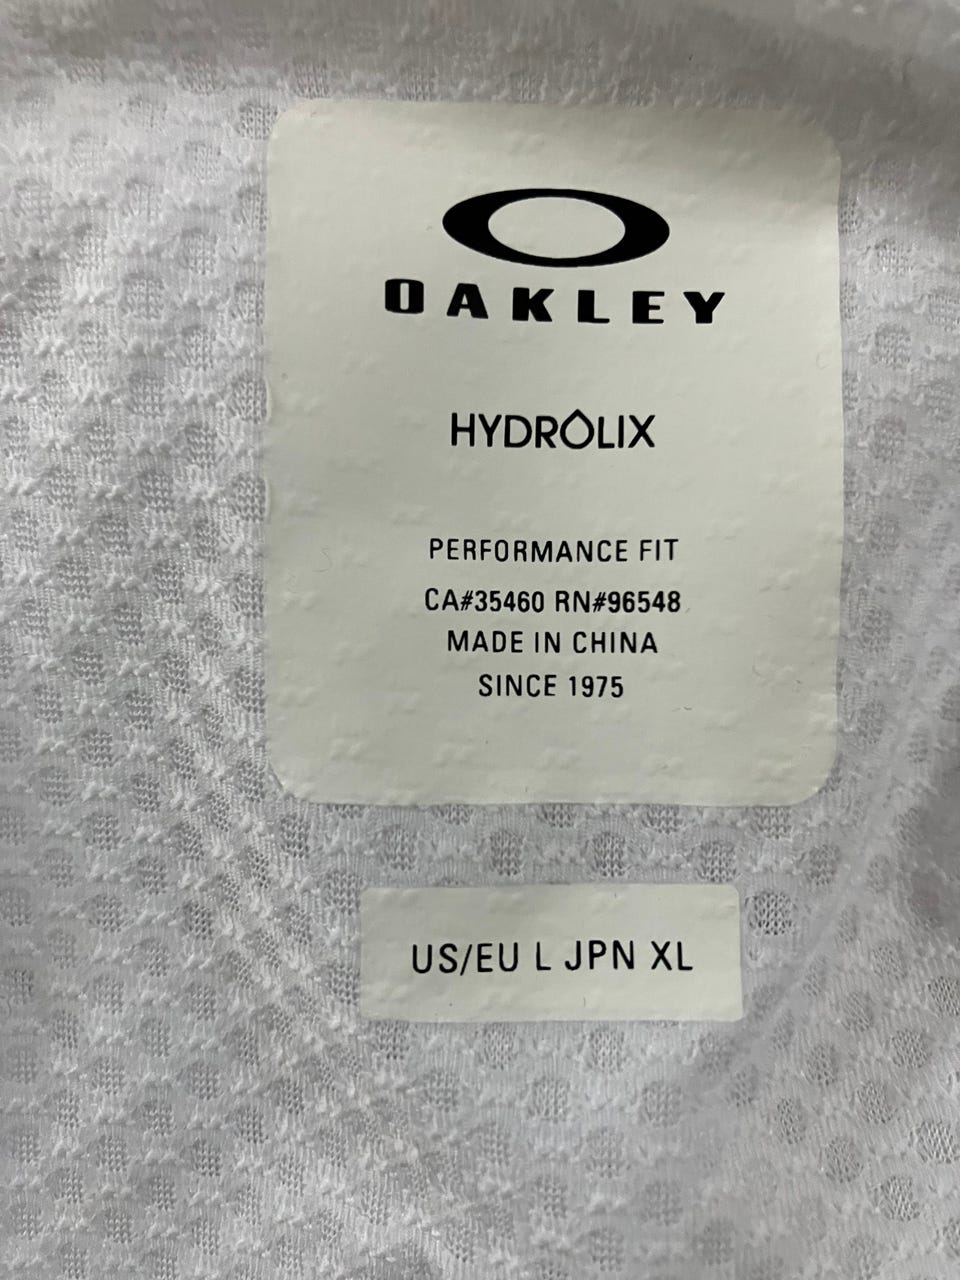 OAKLEY
HYDROLIX
PERFORMANCE FIT
CA#35460 RN#96548
MADE IN CHINA
SINCE 1975
US/EU L JPN XL